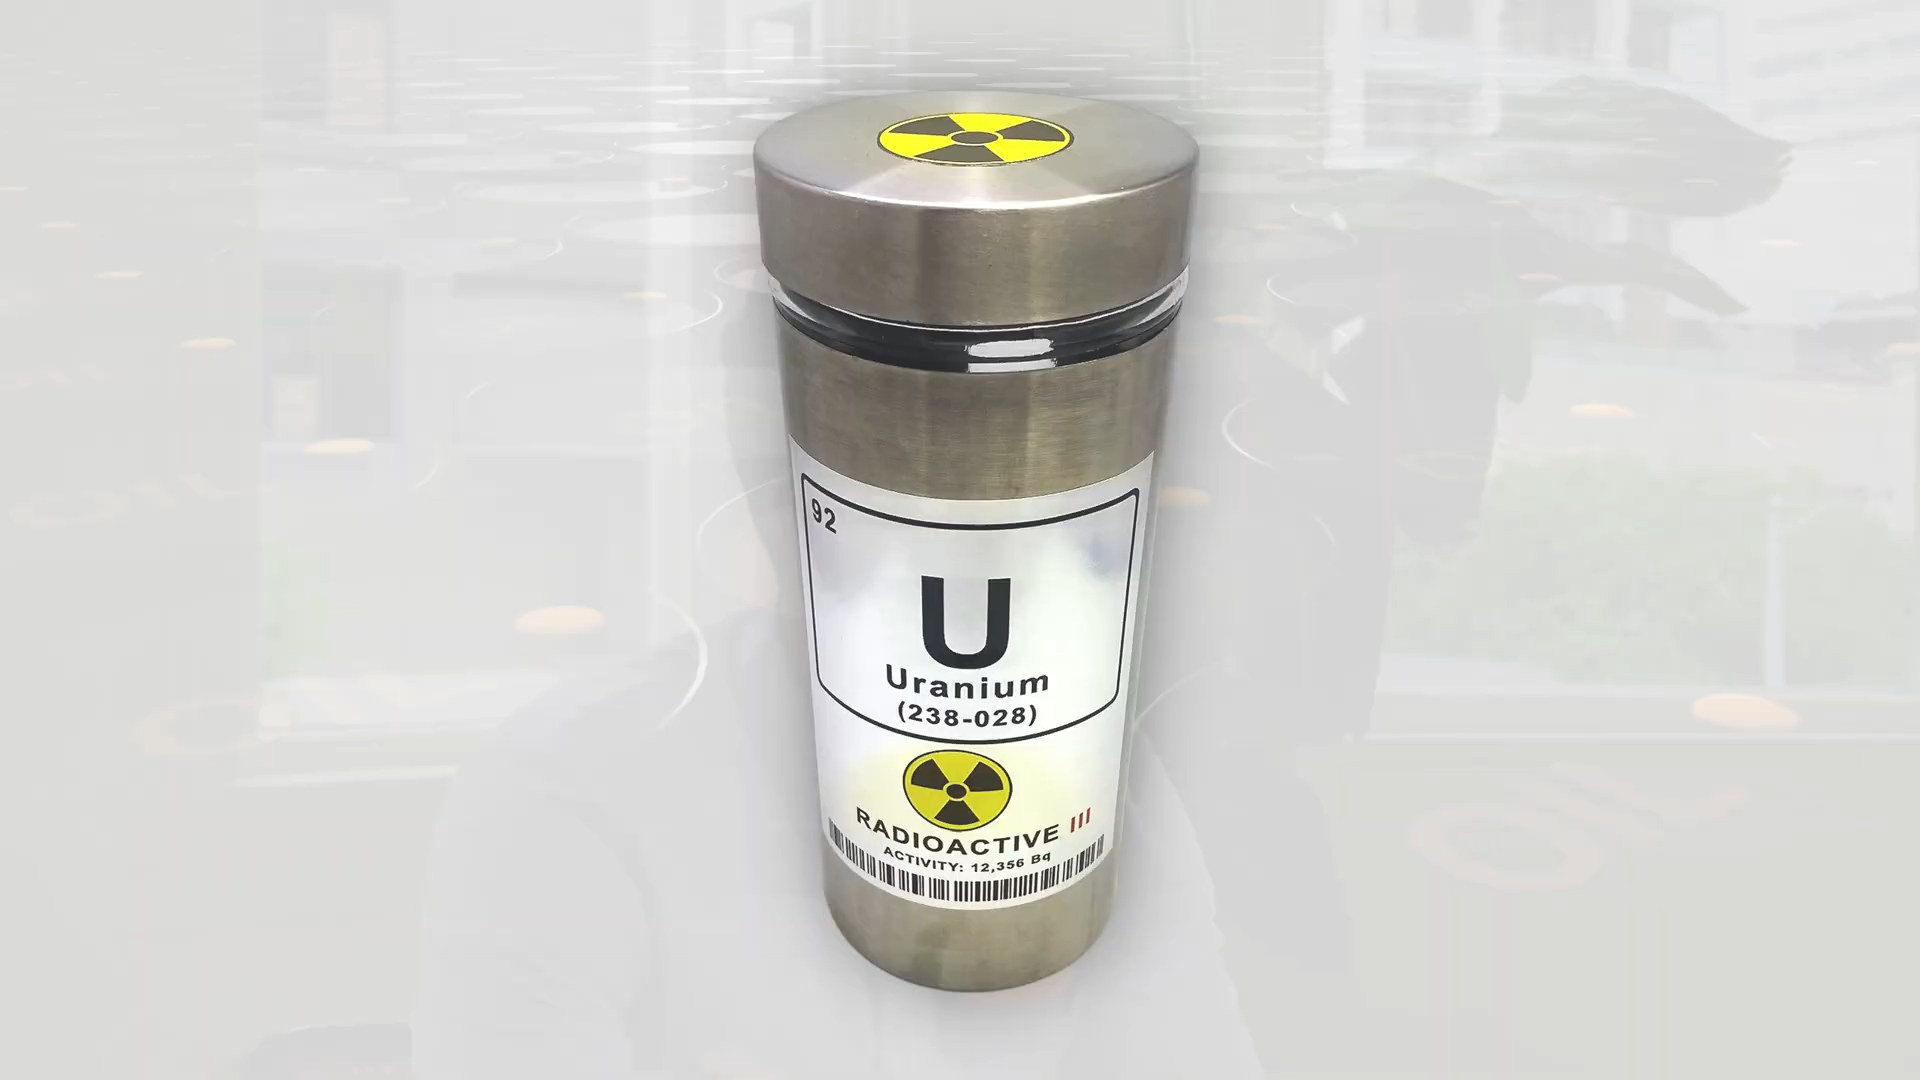 92
U
Uranium
(238-028)
RADIOACTIVE III
ACTIVITY: 12,356 Bq